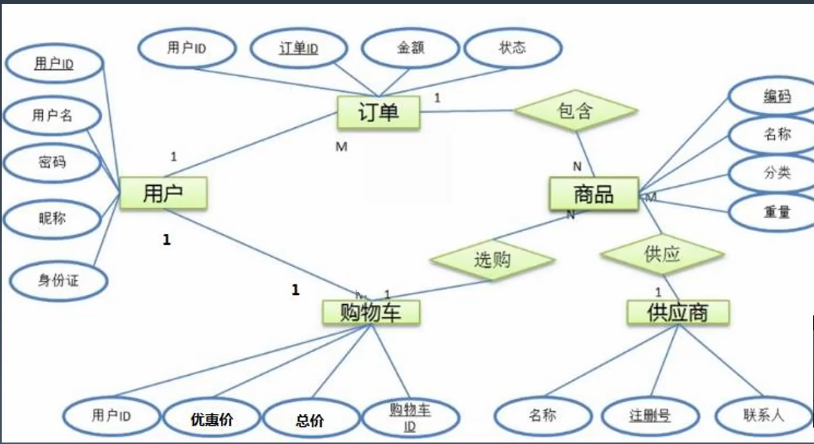 用户ID
订单ID
金额
状态
用户ID
用户名
密码
昵称
身份证
订单
1
M
包含
N
编码
名称
分类
重量
1
用户
商品
M
N
1
选购
供应
1
M
1
1
购物车
供应商
用户ID
优惠价
总价
购物车
ID
名称
注册号
联系人